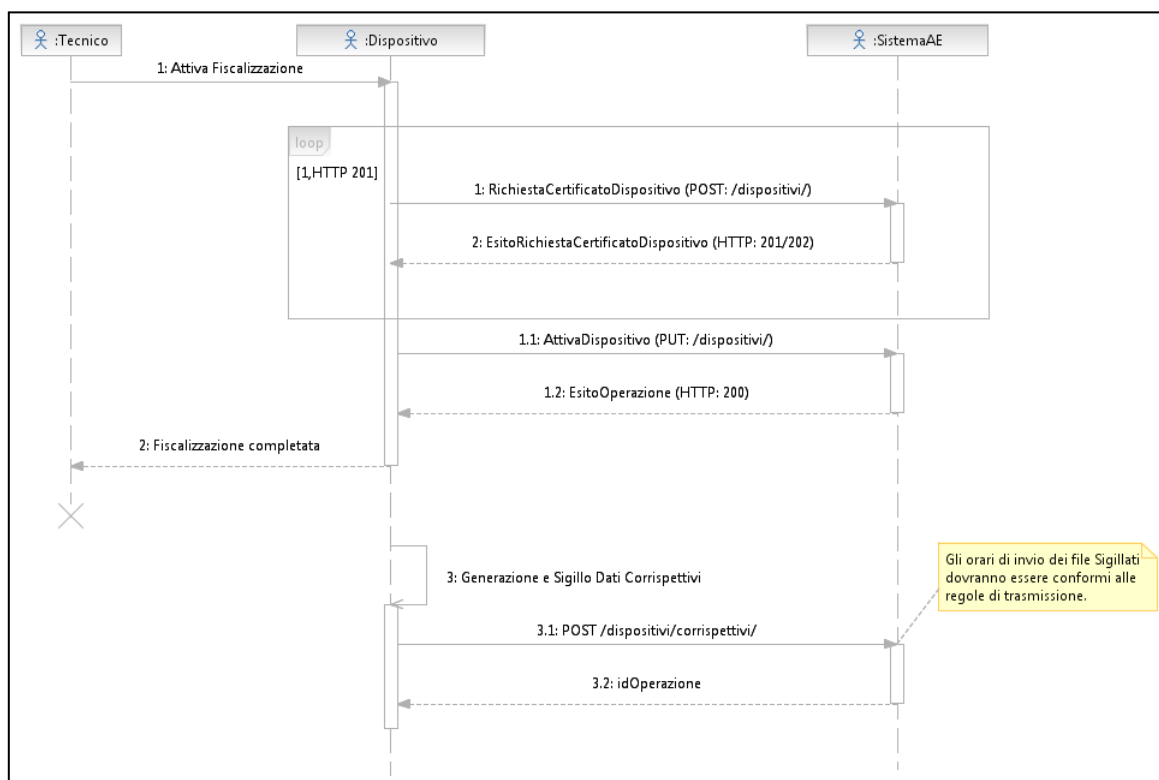 :Tecnico
:Dispositivo
:SistemaAE
1: Attiva Fiscalizzazione
loop
[1,HTTP 201]
1: RichiestaCertificatoDispositivo (POST: /dispositivi/)
2: EsitoRichiestaCertificatoDispositivo (HTTP: 201/202)
1.1: AttivaDispositivo (PUT: /dispositivi/)
1.2: EsitoOperazione (HTTP: 200)
2: Fiscalizzazione completata
Gli orari di invio dei file Sigillati
dovranno essere conformi alle
regole di trasmissione.
3: Generazione e Sigillo Dati Corrispettivi
3.1: POST /dispositivi/corrispettivi/
3.2: idOperazione